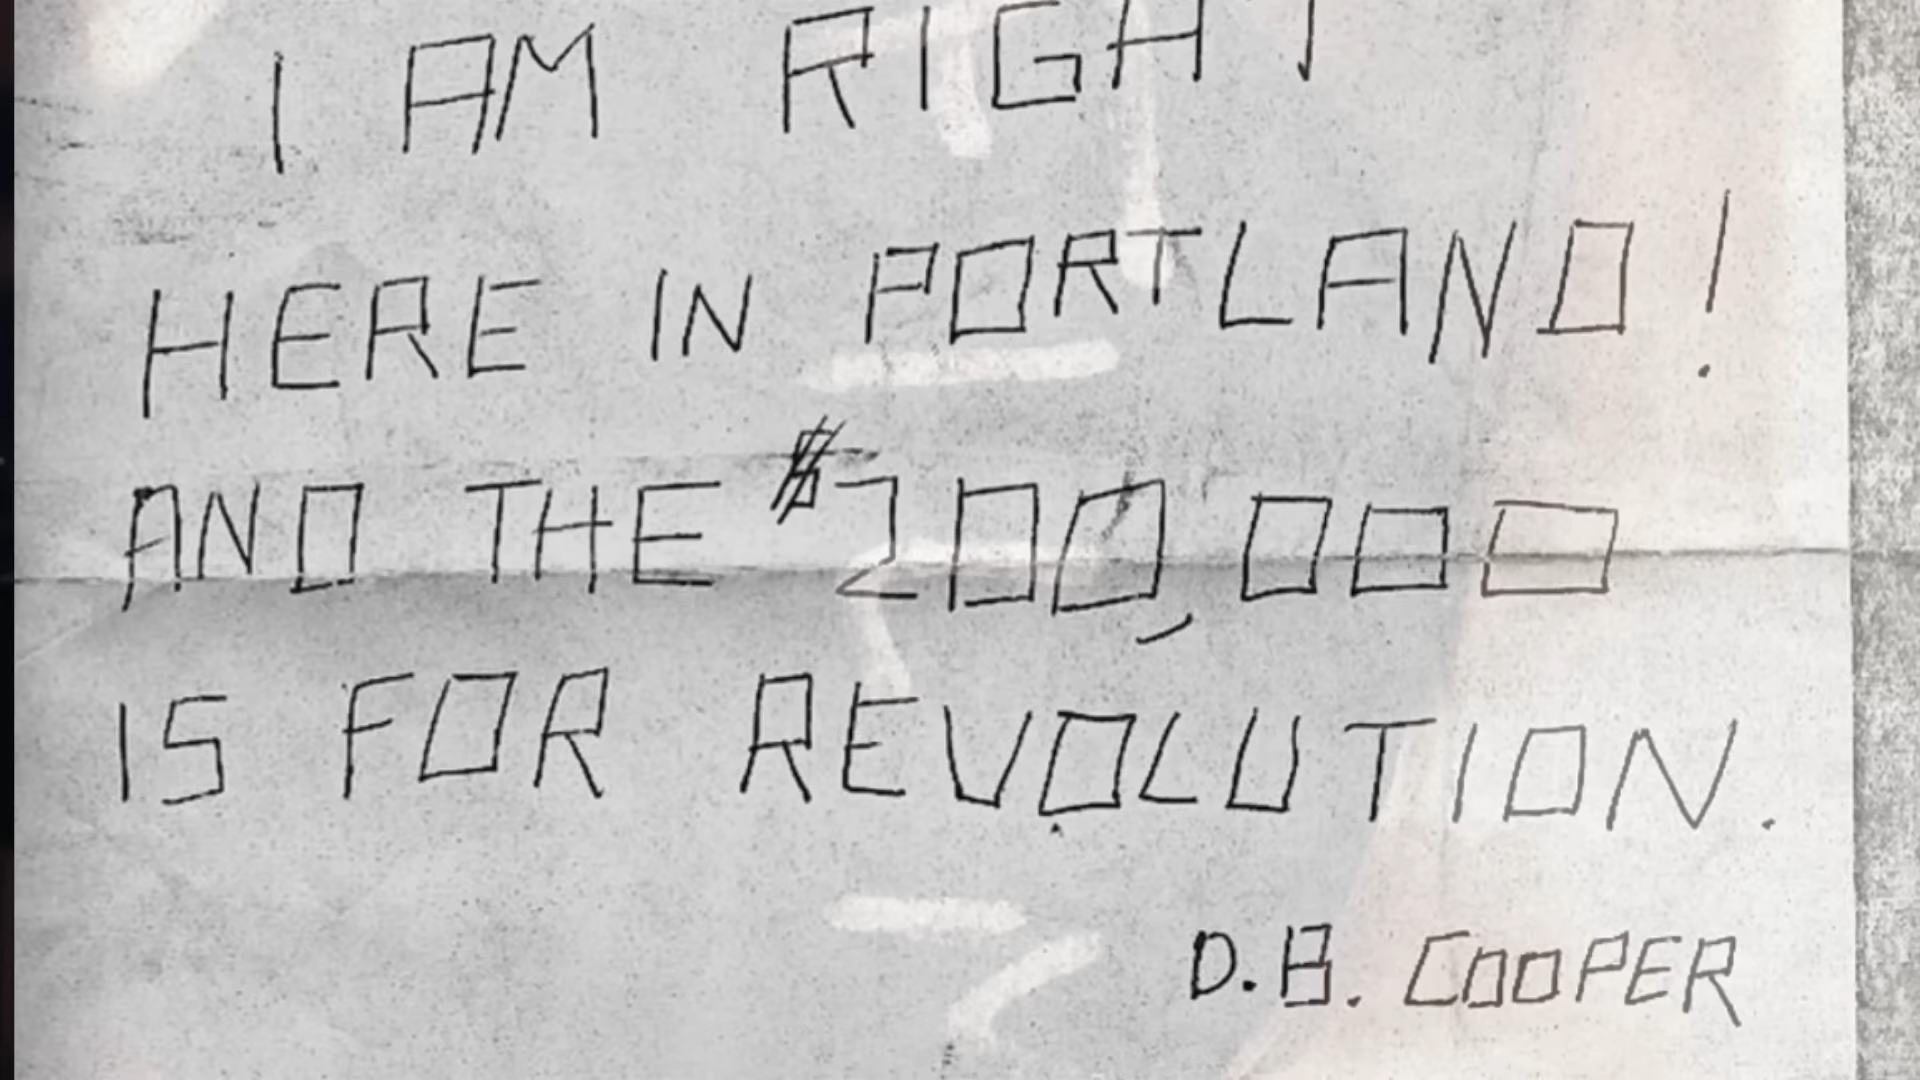 I AM RIGHT
HERE IN PORTLAND!
AND THE $200,000
IS FOR REVOLUTION.
D.B. COOPER